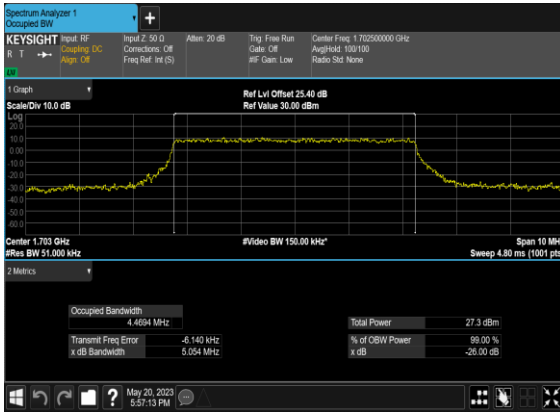 Spectrum Analyzer 1
Occupied BW
KEYSIGHT Input: RF Input Z: 50 Ω Atten: 20 dB Trig: Free Run Center Freq: 1.702500000 GHz
R T Coupling: DC Corrections: Off Gate: Off Avg|Hold: 100/100
Align: Off Freq Ref: Int (S) #IF Gain: Low Radio Std: None
LW
1 Graph
Ref Lvl Offset 25.40 dB
Scale/Div 10.0 dB Ref Value 30.00 dBm
Log
20.0
10.0
0.00
-10.0
-20.0
-30.0
-40.0
-50.0
-60.0
Center 1.703 GHz #Video BW 150.00 kHz* Span 10 MH
#Res BW 51.000 kHz Sweep 4.80 ms (1001 pts
2 Metrics
Occupied Bandwidth
4.4694 MHz Total Power 27.3 dBm
Transmit Freq Error -6.140 kHz % of OBW Power 99.00 %
x dB Bandwidth 5.054 MHz x dB -26.00 dB
May 20, 2023
5:57:13 PM